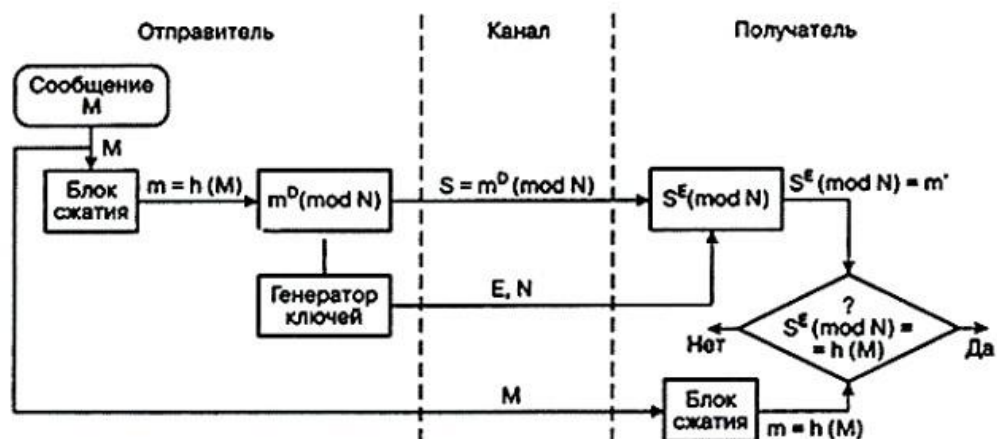 Отправитель
Канал
Получатель
Сообщение
M
M
Блок
сжатия
m = h (M)
m^D (mod N)
S = m^D (mod N)
S^E (mod N)
S^E (mod N) = m'
Генератор
ключей
E, N
?
S^E (mod N) =
= h (M)
Нет
Да
M
Блок
сжатия
m = h (M)